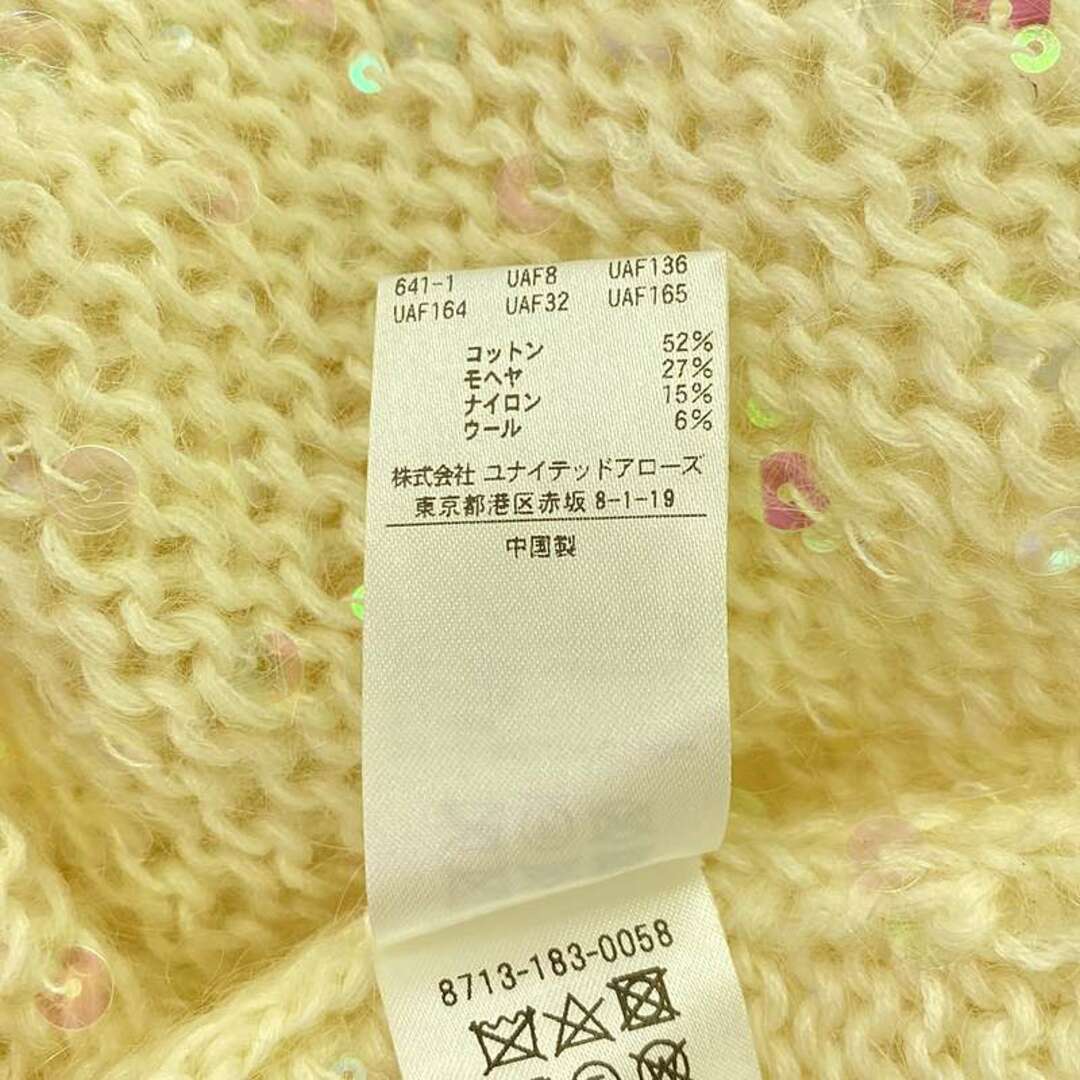 641-1 UAF8 UAF136
UAF164 UAF32 UAF165
コットン 52%
モヘヤ 27%
ナイロン 15%
ウール 6%
株式会社 ユナイテッドアローズ
東京都港区赤坂 8-1-19
中国製
8713-183-0058